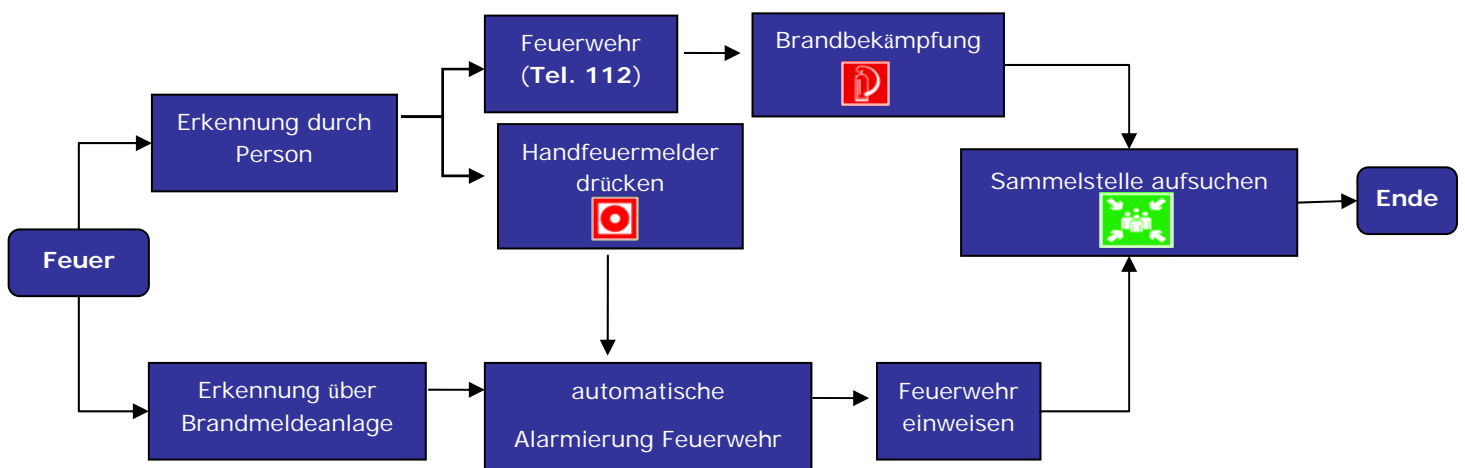 Feuer
Erkennung durch
Person
Feuerwehr
(Tel. 112)
Brandbekämpfung
Handfeuermelder
drücken
Erkennung über
Brandmeldeanlage
automatische
Alarmierung Feuerwehr
Feuerwehr
einweisen
Sammelstelle aufsuchen
Ende